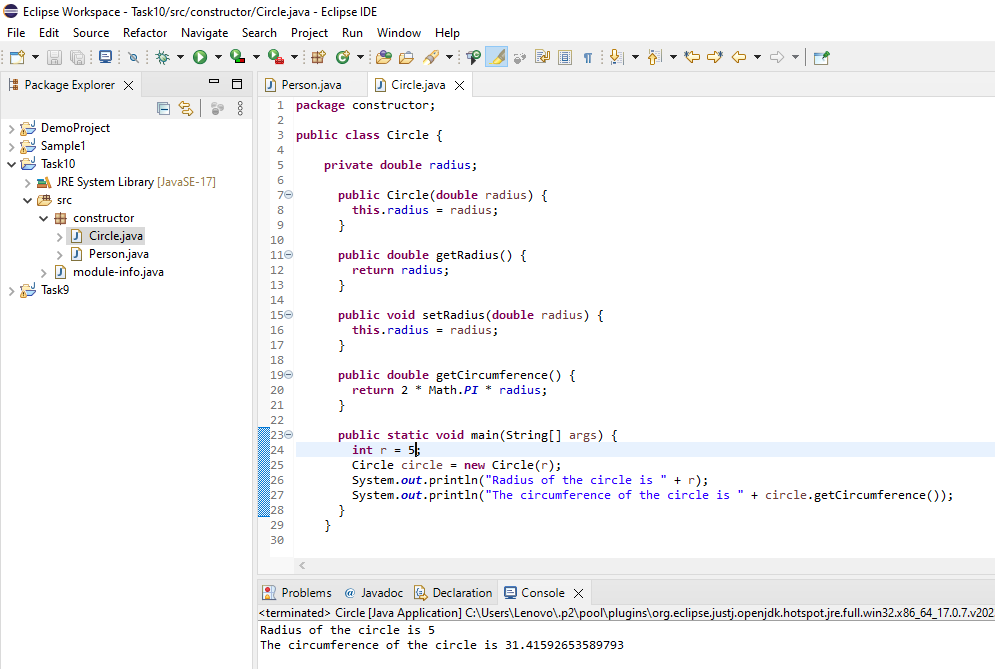 Eclipse Workspace - Task10/src/constructor/Circle.java - Eclipse IDE
File Edit Source Refactor Navigate Search Project Run Window Help
Package Explorer
DemoProject
Sample1
Task10
JRE System Library [JavaSE-17]
src
constructor
Circle.java
Person.java
module-info.java
Task9
Person.java Circle.java
1 package constructor;
2
3 public class Circle {
4
5 private double radius;
6
7 public Circle(double radius) {
8 this.radius = radius;
9 }
10
11 public double getRadius() {
12 return radius;
13 }
14
15 public void setRadius(double radius) {
16 this.radius = radius;
17 }
18
19 public double getCircumference() {
20 return 2 * Math.PI * radius;
21 }
22
23 public static void main(String[] args) {
24 int r = 5;
25 Circle circle = new Circle(r);
26 System.out.println("Radius of the circle is " + r);
27 System.out.println("The circumference of the circle is " + circle.getCircumference());
28 }
29 }
30
Problems @ Javadoc Declaration Console
<terminated> Circle [Java Application] C:\Users\Lenovo\.p2\pool\plugins\org.eclipse.justj.openjdk.hotspot.jre.full.win32.x86_64_17.0.7.v202
Radius of the circle is 5
The circumference of the circle is 31.41592653589793